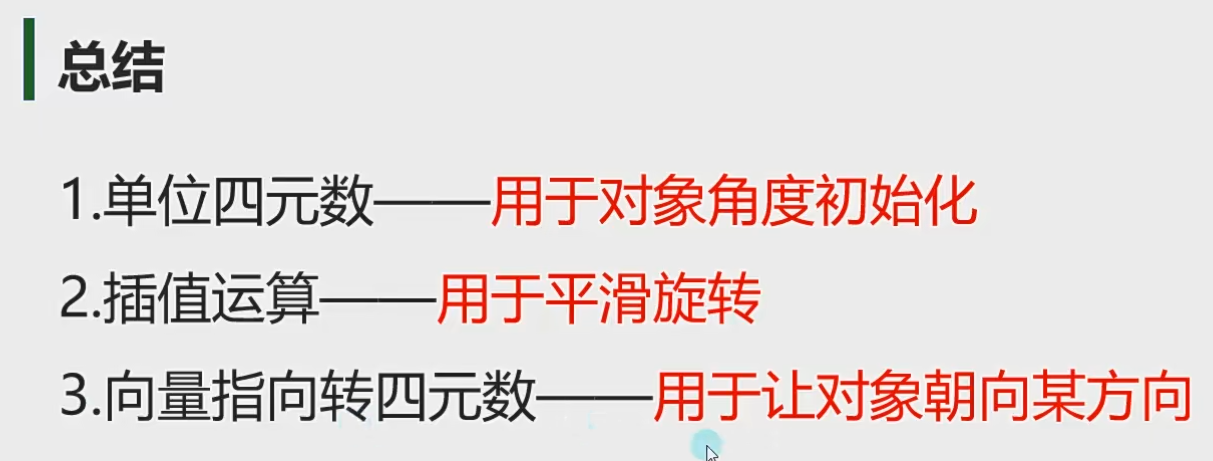 总结
1.单位四元数——用于对象角度初始化
2.插值运算——用于平滑旋转
3.向量指向转四元数——用于让对象朝向某方向